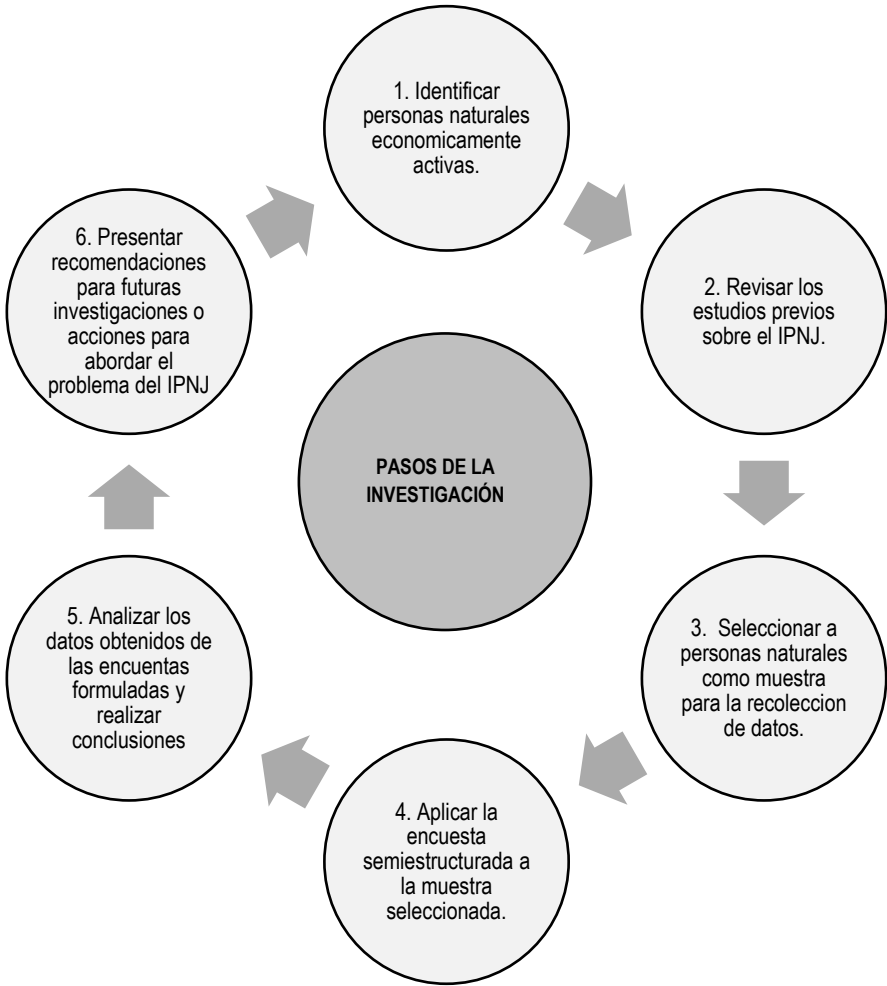 1. Identificar
personas naturales
economicamente
activas.
2. Revisar los
estudios previos
sobre el IPNJ.
3. Seleccionar a
personas naturales
como muestra
para la recoleccion
de datos.
4. Aplicar la
encuesta
semiestructurada a
la muestra
seleccionada.
5. Analizar los
datos obtenidos de
las encuentas
formuladas y
realizar
conclusiones
6. Presentar
recomendaciones
para futuras
investigaciones o
acciones para
abordar el
problema del IPNJ
PASOS DE LA
INVESTIGACIÓN